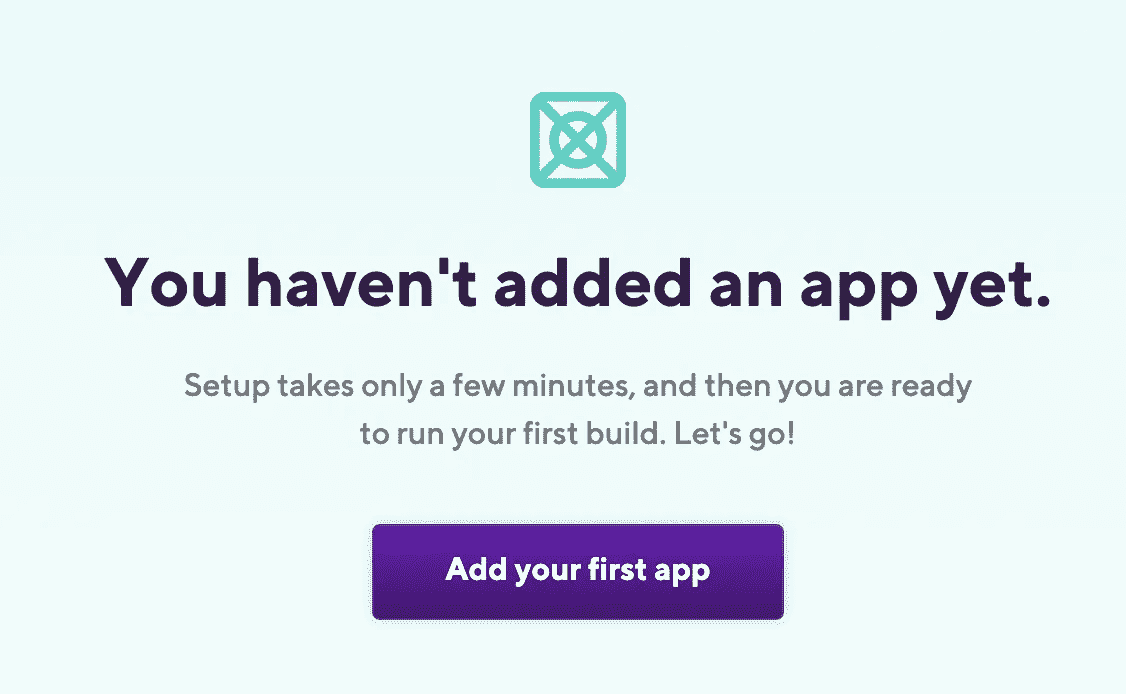 You haven't added an app yet.
Setup takes only a few minutes, and then you are ready
to run your first build. Let's go!
Add your first app